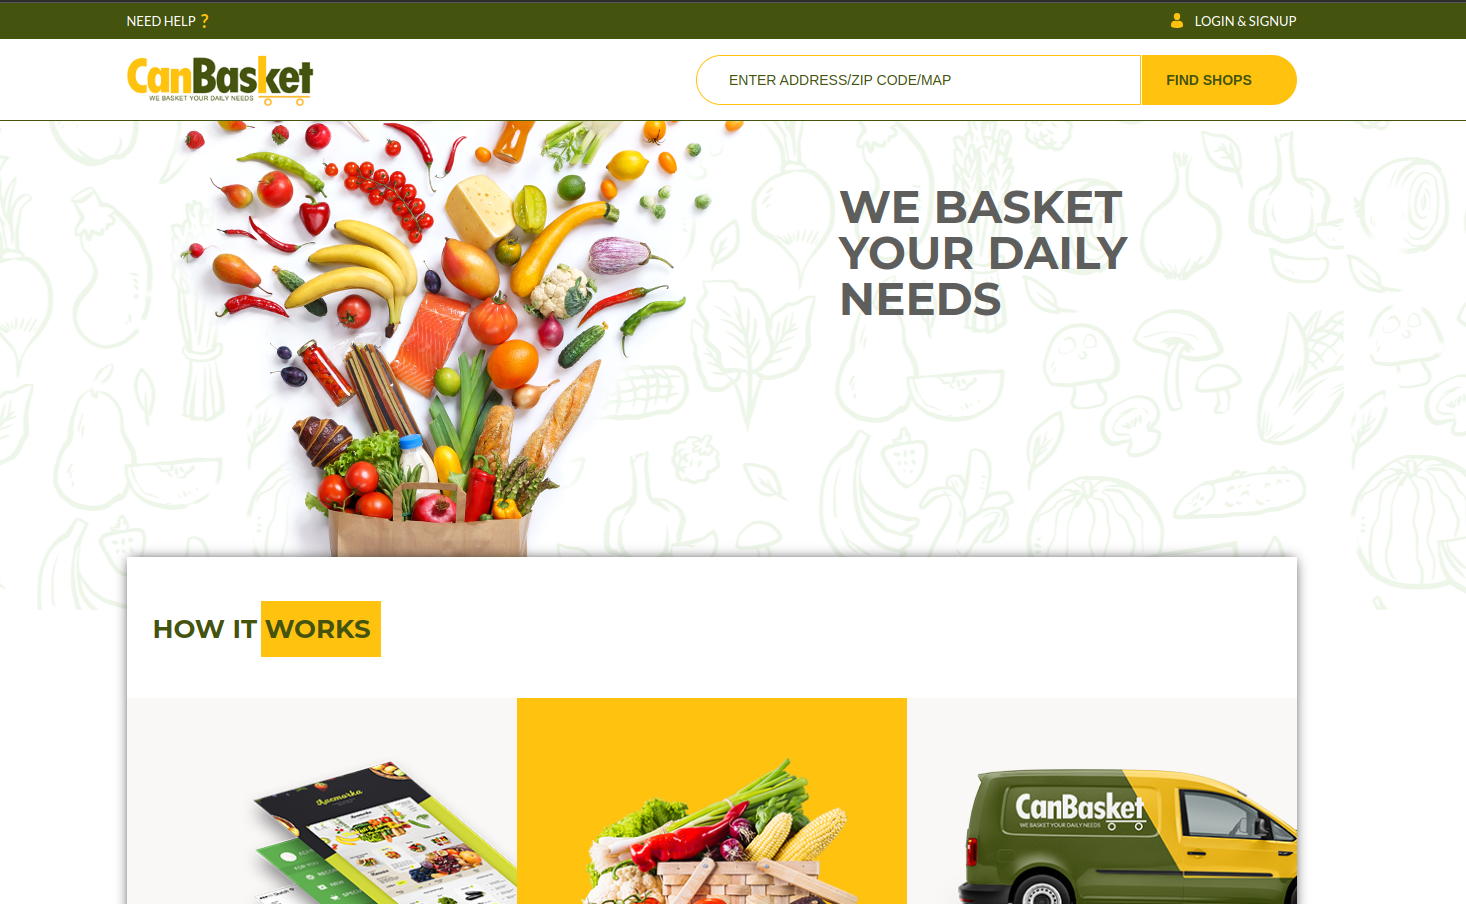 NEED HELP ?
LOGIN & SIGNUP
CanBasket
WE BASKET YOUR DAILY NEEDS
ENTER ADDRESS/ZIP CODE/MAP
FIND SHOPS
WE BASKET
YOUR DAILY
NEEDS
HOW IT WORKS
CanBasket
WE BASKET YOUR DAILY NEEDS